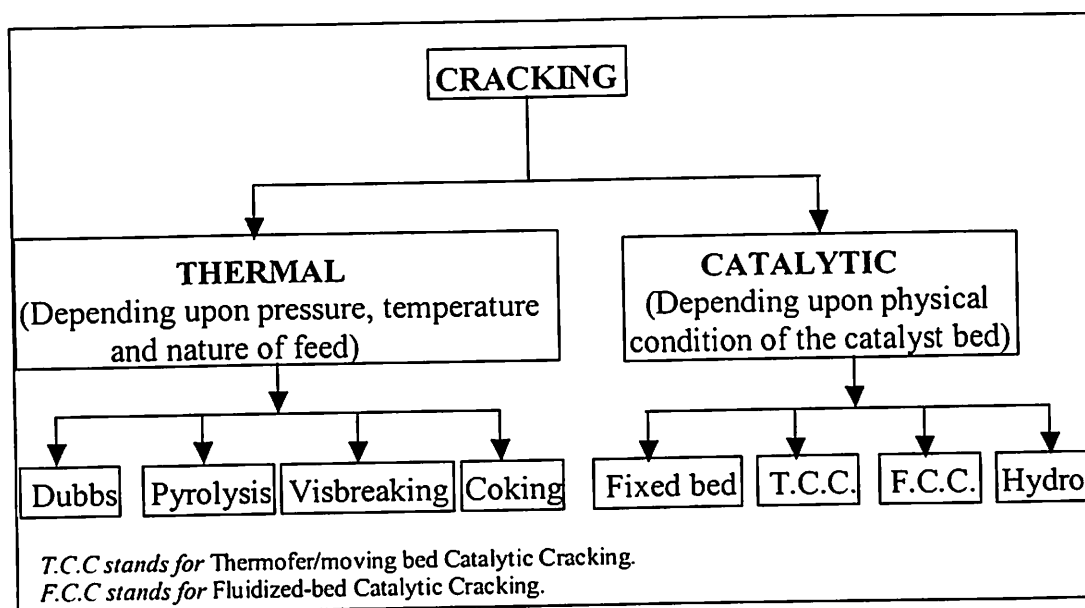 CRACKING
THERMAL
(Depending upon pressure, temperature
and nature of feed)
CATALYTIC
(Depending upon physical
condition of the catalyst bed)
Dubbs
Pyrolysis
Visbreaking
Coking
Fixed bed
T.C.C.
F.C.C.
Hydro
T.C.C stands for Thermofer/moving bed Catalytic Cracking.
F.C.C stands for Fluidized-bed Catalytic Cracking.